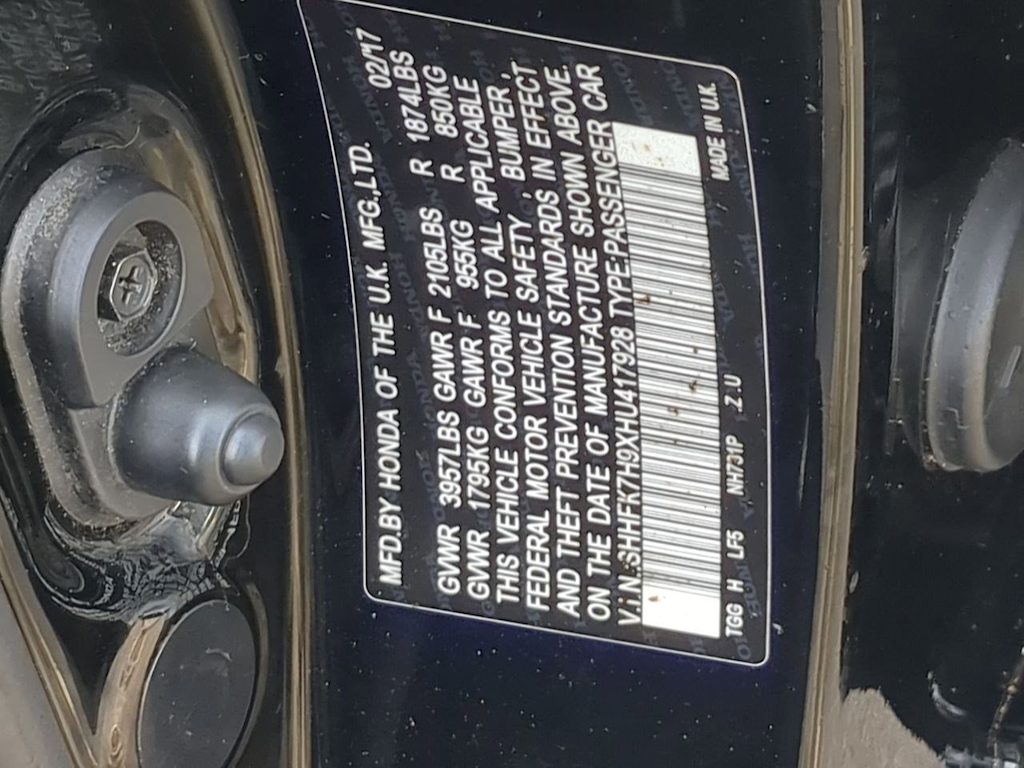 MFD.BY HONDA OF THE U.K. MFG.,LTD. 02/'17
GVWR 3957LBS GAWR F 2105LBS R 1874LBS
GVWR 1795KG GAWR F 955KG R 850KG
THIS VEHICLE CONFORMS TO ALL APPLICABLE
FEDERAL MOTOR VEHICLE SAFETY , BUMPER,
AND THEFT PREVENTION STANDARDS IN EFFECT
ON THE DATE OF MANUFACTURE SHOWN ABOVE.
V.I.N.:SHHFK7H9XHU417928 TYPE:PASSENGER CAR
TGG H LF5 NH731P Z U MADE IN U.K.